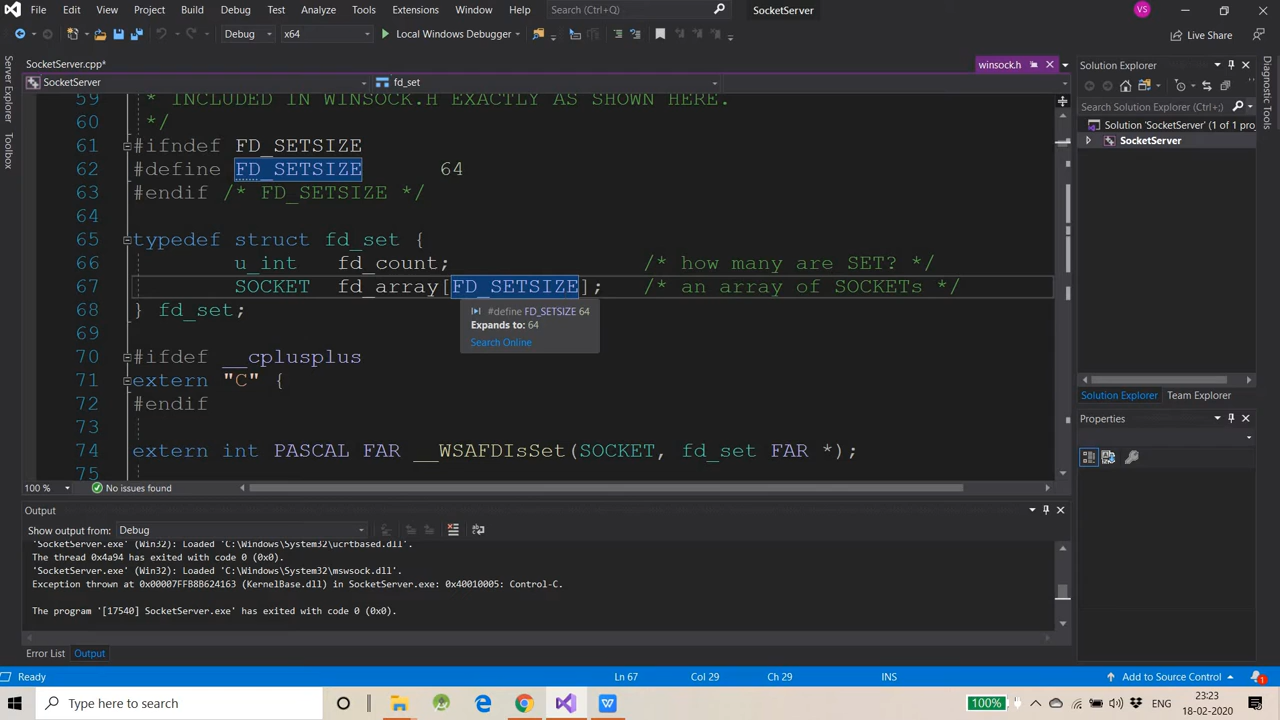 File Edit View Project Build Debug Test Analyze Tools Extensions Window Help Search (Ctrl+Q) SocketServer VS
Debug x64 Local Windows Debugger Live Share
SocketServer.cpp* winsock.h
SocketServer fd_set
Server Explorer
Toolbox
59 * INCLUDED IN WINSOCK.H EXACTLY AS SHOWN HERE.
60 */
61 #ifndef FD_SETSIZE
62 #define FD_SETSIZE 64
63 #endif /* FD_SETSIZE */
64
65 typedef struct fd_set {
66 u_int fd_count; /* how many are SET? */
67 SOCKET fd_array[FD_SETSIZE]; /* an array of SOCKETs */
68 } fd_set;
69
70 #ifdef __cplusplus
71 extern "C" {
72 #endif
73
74 extern int PASCAL FAR __WSAFDIsSet(SOCKET, fd_set FAR *);
75
#define FD_SETSIZE 64
Expands to: 64
Search Online
100 % No issues found
Solution Explorer
Search Solution Explorer (Ctrl+;)
Solution 'SocketServer' (1 of 1 pro
SocketServer
Solution Explorer Team Explorer
Properties
Diagnostic Tools
Output
Show output from: Debug
'SocketServer.exe' (Win32): Loaded 'C:\Windows\System32\ucrtbased.dll'.
The thread 0x4a94 has exited with code 0 (0x0).
'SocketServer.exe' (Win32): Loaded 'C:\Windows\System32\mswsock.dll'.
Exception thrown at 0x00007FFB8B624163 (KernelBase.dll) in SocketServer.exe: 0x40010005: Control-C.
The program '[17540] SocketServer.exe' has exited with code 0 (0x0).
Error List Output
Ready Ln 67 Col 29 Ch 29 INS Add to Source Control 1
Type here to search 100% ENG 23:23
18-02-2020